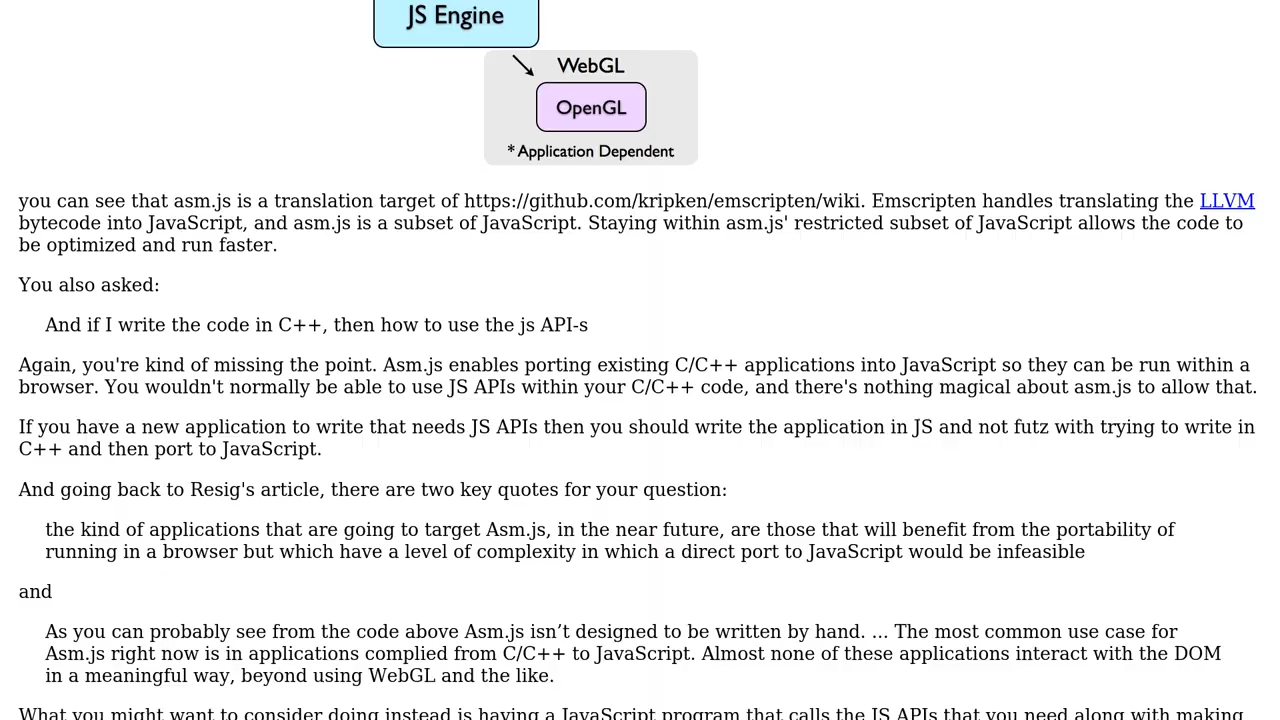 JS Engine
WebGL
OpenGL
* Application Dependent
you can see that asm.js is a translation target of https://github.com/kripken/emscripten/wiki. Emscripten handles translating the LLVM
bytecode into JavaScript, and asm.js is a subset of JavaScript. Staying within asm.js' restricted subset of JavaScript allows the code to
be optimized and run faster.
You also asked:
And if I write the code in C++, then how to use the js API-s
Again, you're kind of missing the point. Asm.js enables porting existing C/C++ applications into JavaScript so they can be run within a
browser. You wouldn't normally be able to use JS APIs within your C/C++ code, and there's nothing magical about asm.js to allow that.
If you have a new application to write that needs JS APIs then you should write the application in JS and not futz with trying to write in
C++ and then port to JavaScript.
And going back to Resig's article, there are two key quotes for your question:
the kind of applications that are going to target Asm.js, in the near future, are those that will benefit from the portability of
running in a browser but which have a level of complexity in which a direct port to JavaScript would be infeasible
and
As you can probably see from the code above Asm.js isn’t designed to be written by hand. ... The most common use case for
Asm.js right now is in applications complied from C/C++ to JavaScript. Almost none of these applications interact with the DOM
in a meaningful way, beyond using WebGL and the like.
What you might want to consider doing instead is having a JavaScript program that calls the JS APIs that you need along with making